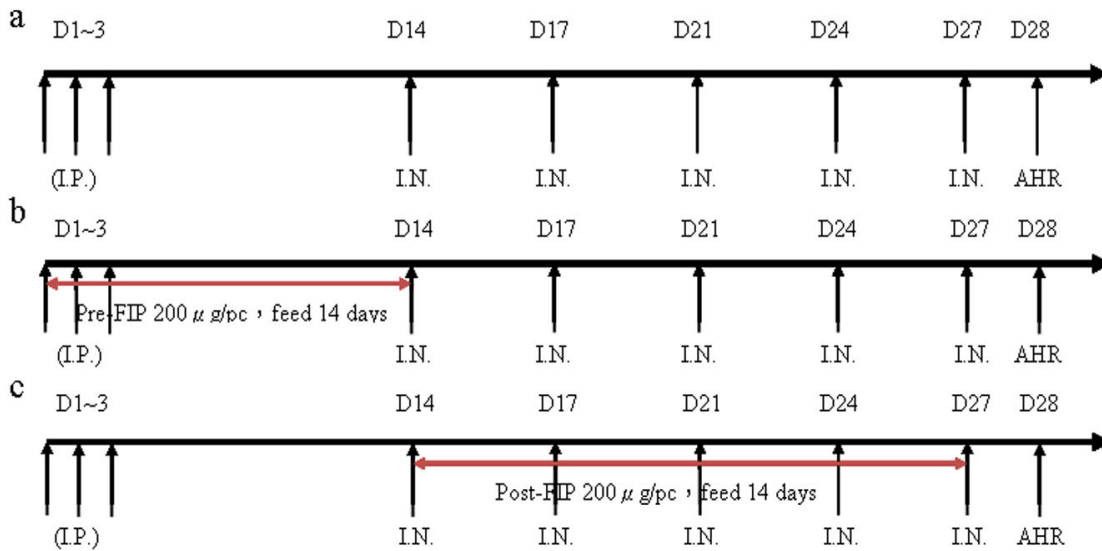 a
D1~3 D14 D17 D21 D24 D27 D28
(I.P.) I.N. I.N. I.N. I.N. I.N. AHR
b
D1~3 D14 D17 D21 D24 D27 D28
Pre-FIP 200 μ g/pc，feed 14 days
(I.P.) I.N. I.N. I.N. I.N. I.N. AHR
c
D1~3 D14 D17 D21 D24 D27 D28
Post-FIP 200 μ g/pc，feed 14 days
(I.P.) I.N. I.N. I.N. I.N. I.N. AHR